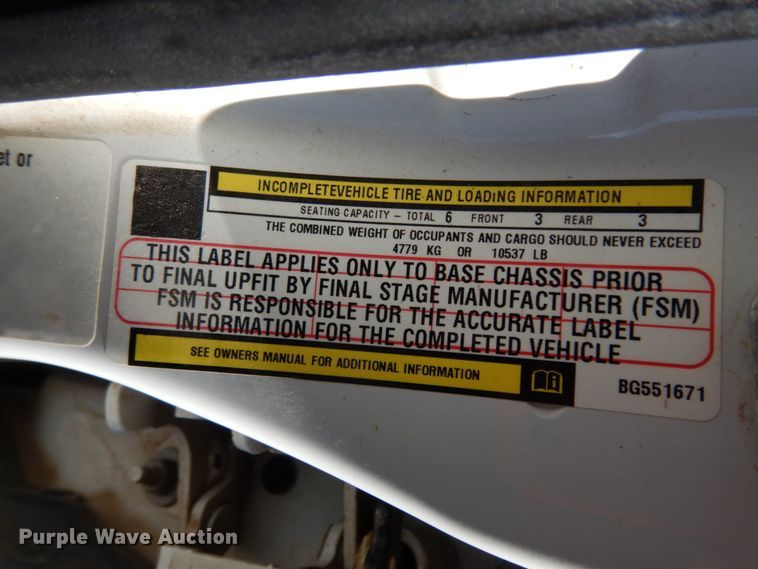 et or
INCOMPLETEVEHICLE TIRE AND LOADING INFORMATION
SEATING CAPACITY – TOTAL 6 FRONT 3 REAR 3
THE COMBINED WEIGHT OF OCCUPANTS AND CARGO SHOULD NEVER EXCEED
4779 KG OR 10537 LB
THIS LABEL APPLIES ONLY TO BASE CHASSIS PRIOR
TO FINAL UPFIT BY FINAL STAGE MANUFACTURER (FSM)
FSM IS RESPONSIBLE FOR THE ACCURATE LABEL
INFORMATION FOR THE COMPLETED VEHICLE
SEE OWNERS MANUAL FOR ADDITIONAL INFORMATION
BG551671
Purple Wave Auction